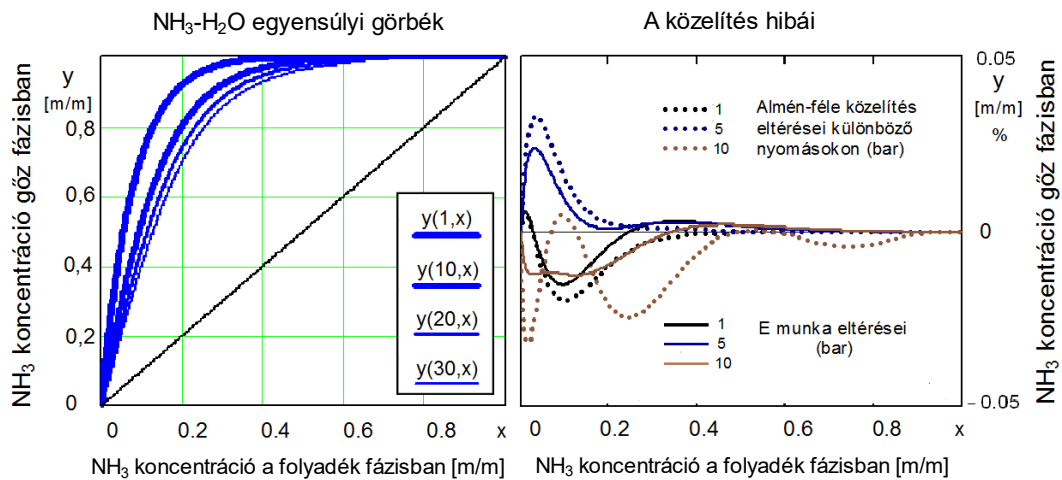 NH₃-H₂O egyensúlyi görbék
y
[m/m]
0.8
0.6
0.4
0.2
0
NH₃ koncentráció gőz fázisban
y(1,x)
y(10,x)
y(20,x)
y(30,x)
0 0.2 0.4 0.6 0.8 x
NH₃ koncentráció a folyadék fázisban [m/m]
A közelítés hibái
1 Almén-féle közelítés
5 eltérései különböző
10 nyomásokon (bar)
1 E munka eltérései
5 (bar)
10
0.05
y
[m/m]
%
0
-0.05
NH₃ koncentráció gőz fázisban
0 0.2 0.4 0.6 0.8 x
NH₃ koncentráció a folyadék fázisban [m/m]